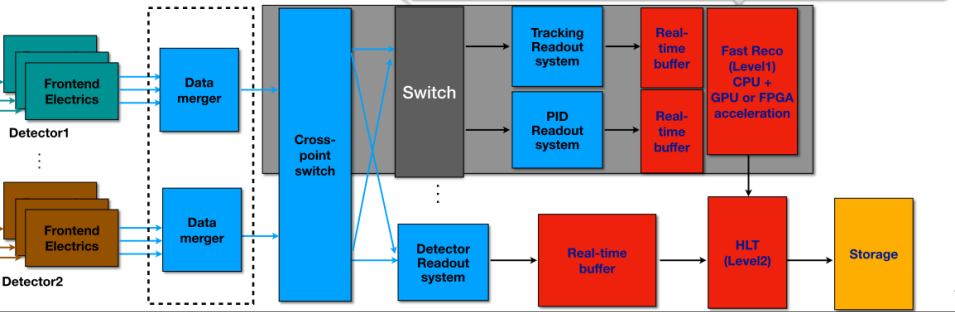 Frontend
Electrics
Detector1
Data
merger
Frontend
Electrics
Detector2
Data
merger
Cross-
point
switch
Switch
Tracking
Readout
system
Real-
time
buffer
PID
Readout
system
Real-
time
buffer
Fast Reco
(Level1)
CPU +
GPU or FPGA
acceleration
Detector
Readout
system
Real-time
buffer
HLT
(Level2)
Storage